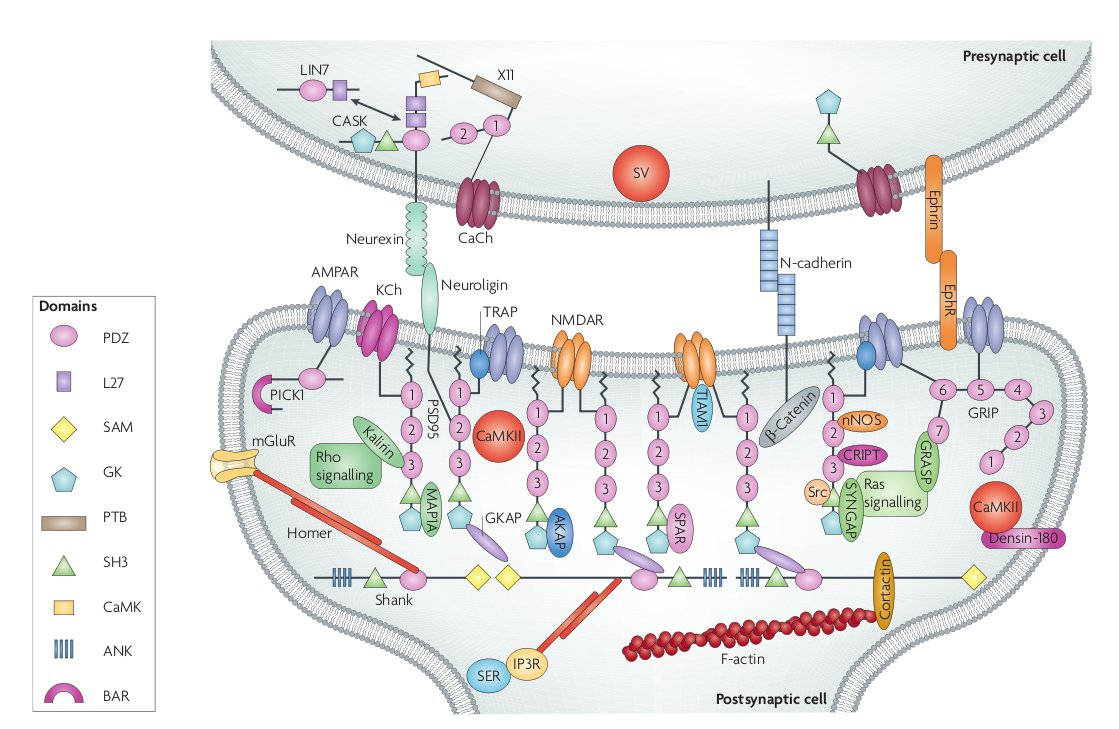 Presynaptic cell
LIN7
X11
CASK
2
1
SV
Ephrin
Neurexin
CaCh
N-cadherin
AMPAR
KCh
Neuroligin
EphR
TRAP
NMDAR
Domains
PDZ
L27
SAM
GK
PTB
SH3
CaMK
ANK
BAR
PICK1
mGluR
Homer
Rho
signalling
Kalirin
1
2
3
MAP1A
PSD95
1
2
3
CaMKII
GKAP
1
2
3
AKAP
1
2
3
1
2
3
SPAR
TIAM1
1
2
3
β-Catenin
1
2
3
nNOS
CRIPT
Src
SYNGAP
Ras
signalling
GRASP
6
5
4
GRIP
3
7
2
1
CaMKII
Densin-180
Shank
Cortactin
F-actin
SER
IP3R
Postsynaptic cell